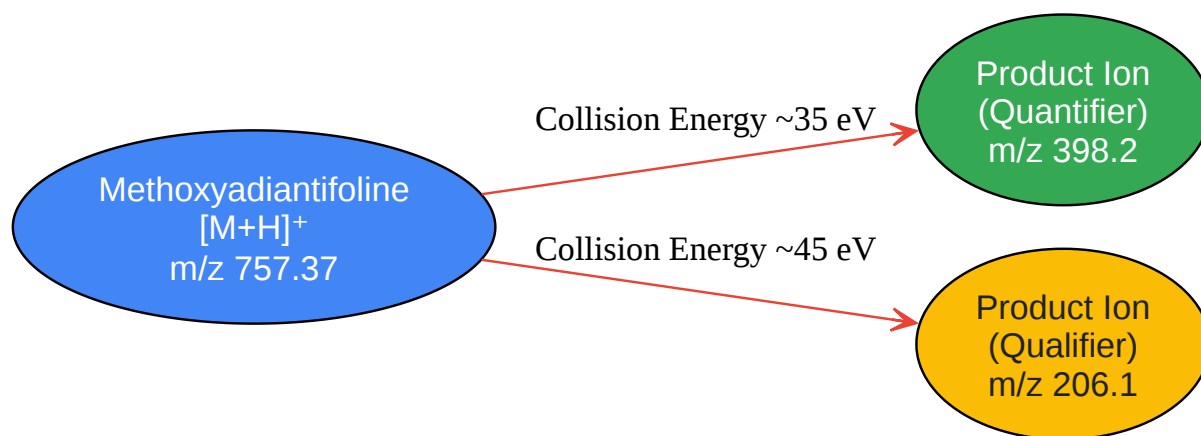 Methoxyadiantifoline
[M+H]⁺
m/z 757.37
Collision Energy ~35 eV
Collision Energy ~45 eV
Product Ion
(Quantifier)
m/z 398.2
Product Ion
(Qualifier)
m/z 206.1